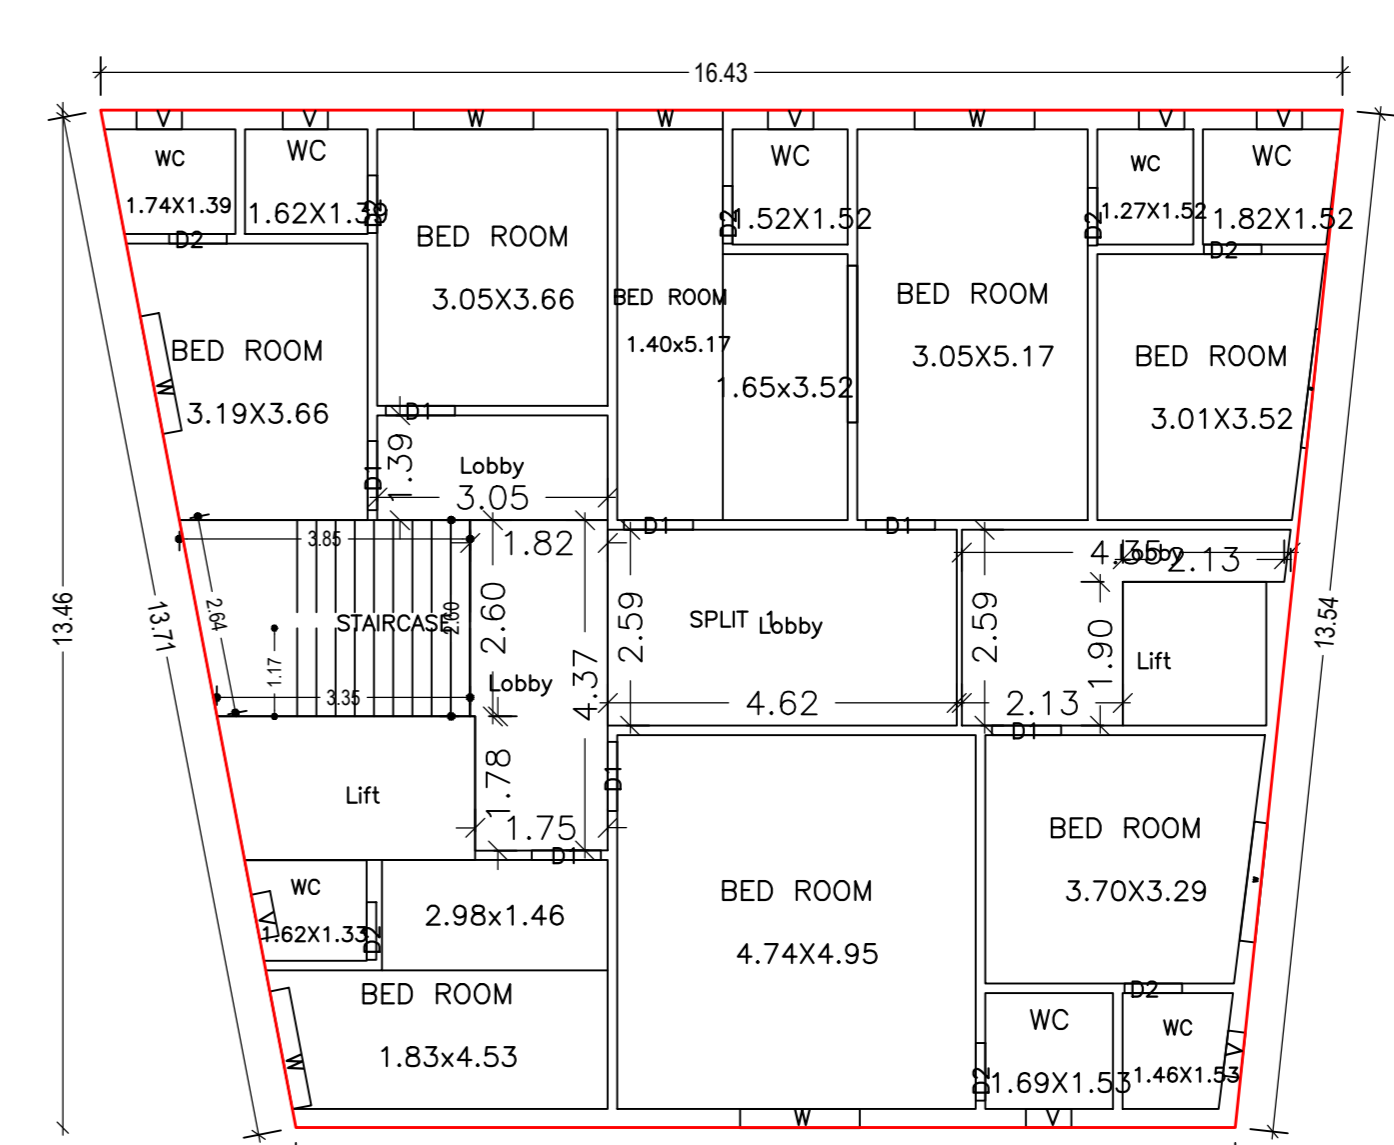 16.43
V V W W V W V V
WC
WC
WC
WC
WC
1.74X1.39
1.62X1.39
D2
1.52X1.52
D2
1.27X1.52
D2
1.82X1.52
D2
D2
BED ROOM
3.05X3.66
BED ROOM
1.40x5.17
BED ROOM
3.05X5.17
BED ROOM
3.19X3.66
W
1.65x3.52
BED ROOM
3.01X3.52
D1
D1
1.39
Lobby
3.05
D1
D1
3.85
1.82
4.35
Lobby
2.13
13.46
13.71
2.64
STAIRCASE
2.60
2.60
2.59
SPLIT 1
Lobby
2.59
1.90
13.54
1.17
Lift
3.35
Lobby
4.37
4.62
2.13
D1
Lift
1.78
D1
1.75
D1
BED ROOM
3.70X3.29
WC
1.62X1.33
V
D2
2.98x1.46
BED ROOM
4.74X4.95
BED ROOM
1.83x4.53
W
D2
WC
1.69X1.53
D2
WC
1.46X1.53
V
W
V